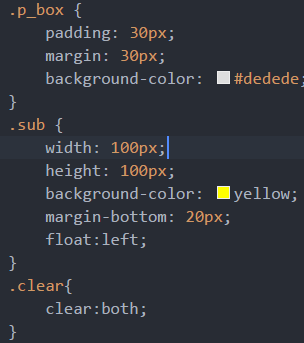 .p_box {
    padding: 30px;
    margin: 30px;
    background-color: #dedede;
}
.sub {
    width: 100px;
    height: 100px;
    background-color: yellow;
    margin-bottom: 20px;
    float:left;
}
.clear{
    clear:both;
}